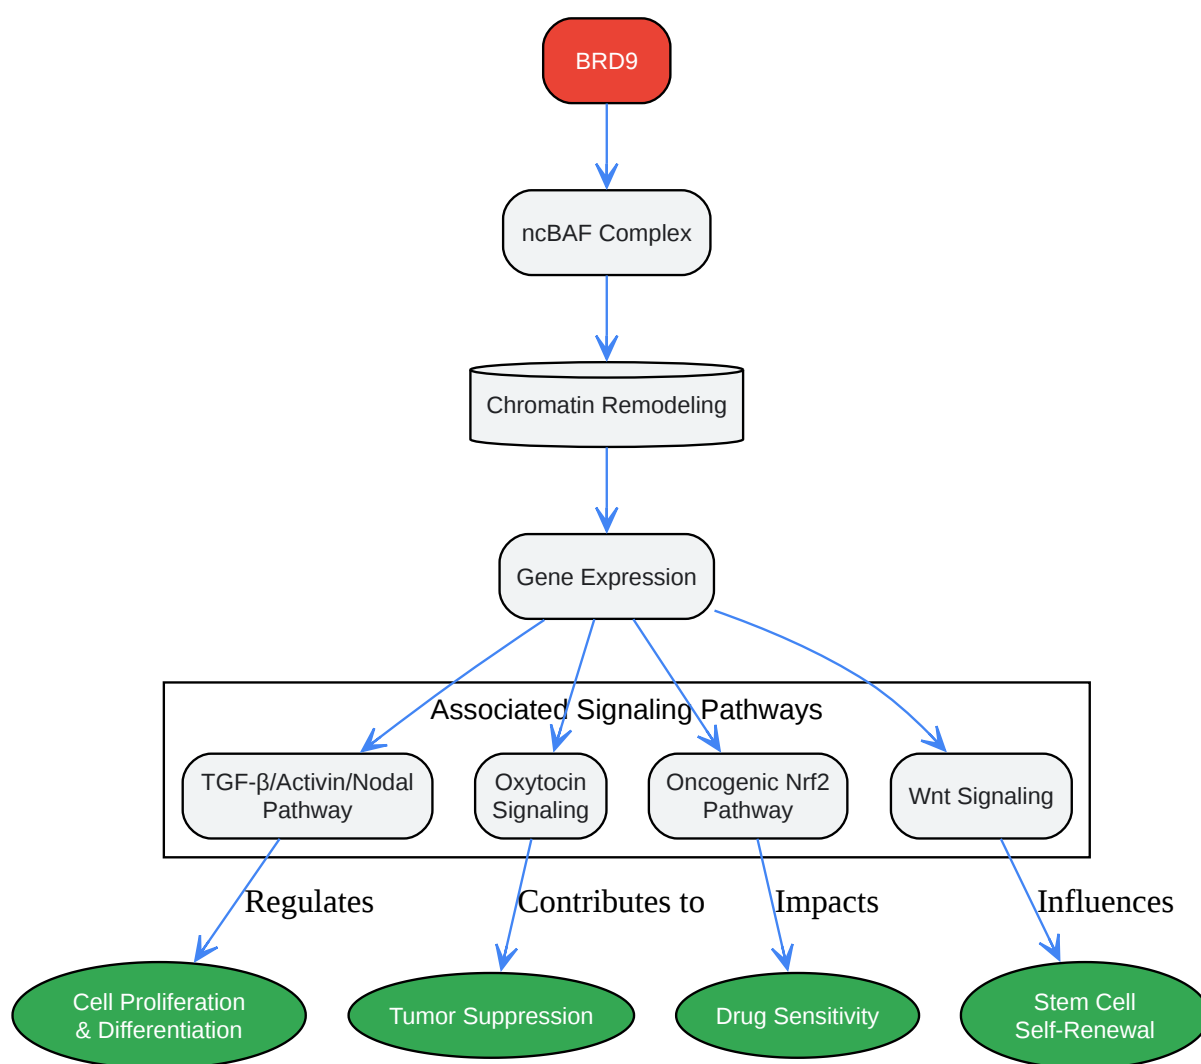 BRD9
ncBAF Complex
Chromatin Remodeling
Gene Expression
Associated Signaling Pathways
TGF-β/Activin/Nodal
Pathway
Oxytocin
Signaling
Oncogenic Nrf2
Pathway
Wnt Signaling
Regulates
Contributes to
Impacts
Influences
Cell Proliferation
& Differentiation
Tumor Suppression
Drug Sensitivity
Stem Cell
Self-Renewal